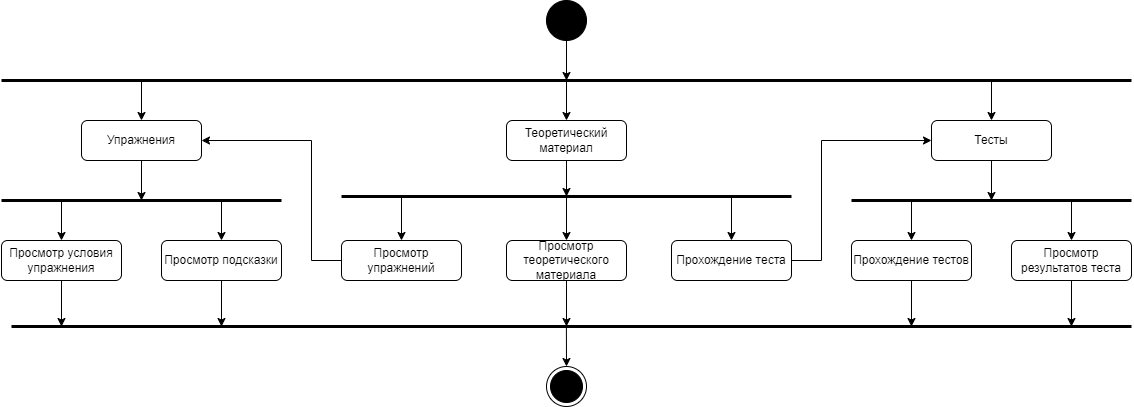 Упражнения
Теоретический
материал
Тесты
Просмотр условия
упражнения
Просмотр подсказки
Просмотр
упражнений
Просмотр
теоретического
материала
Прохождение теста
Прохождение тестов
Просмотр
результатов теста